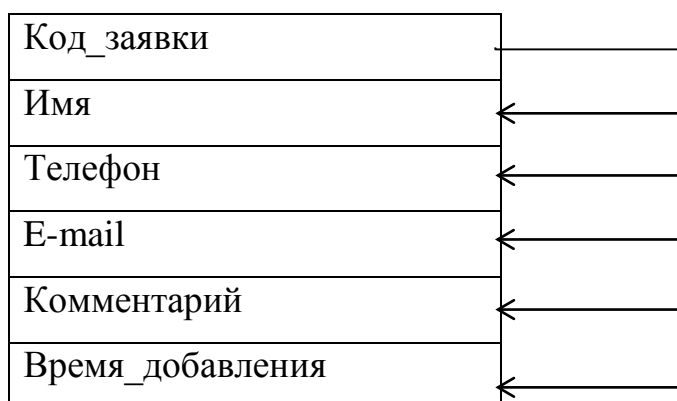 Код_заявки
Имя
Телефон
E-mail
Комментарий
Время_добавления